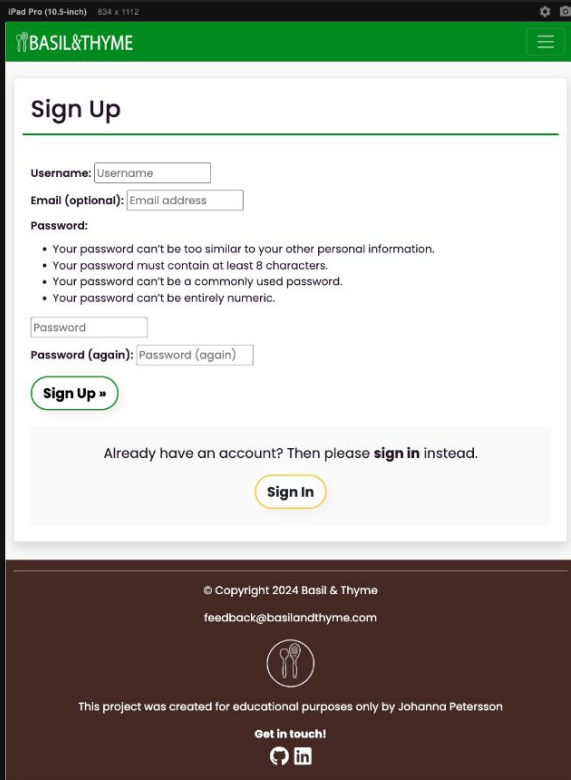 iPad Pro (10.5-inch) 834 x 1112
BASIL&THYME
Sign Up
Username: Username
Email (optional): Email address
Password:
• Your password can't be too similar to your other personal information.
• Your password must contain at least 8 characters.
• Your password can't be a commonly used password.
• Your password can't be entirely numeric.
Password
Password (again): Password (again)
Sign Up »
Already have an account? Then please sign in instead.
Sign In
© Copyright 2024 Basil & Thyme
feedback@basilandthyme.com
This project was created for educational purposes only by Johanna Petersson
Get in touch!
in